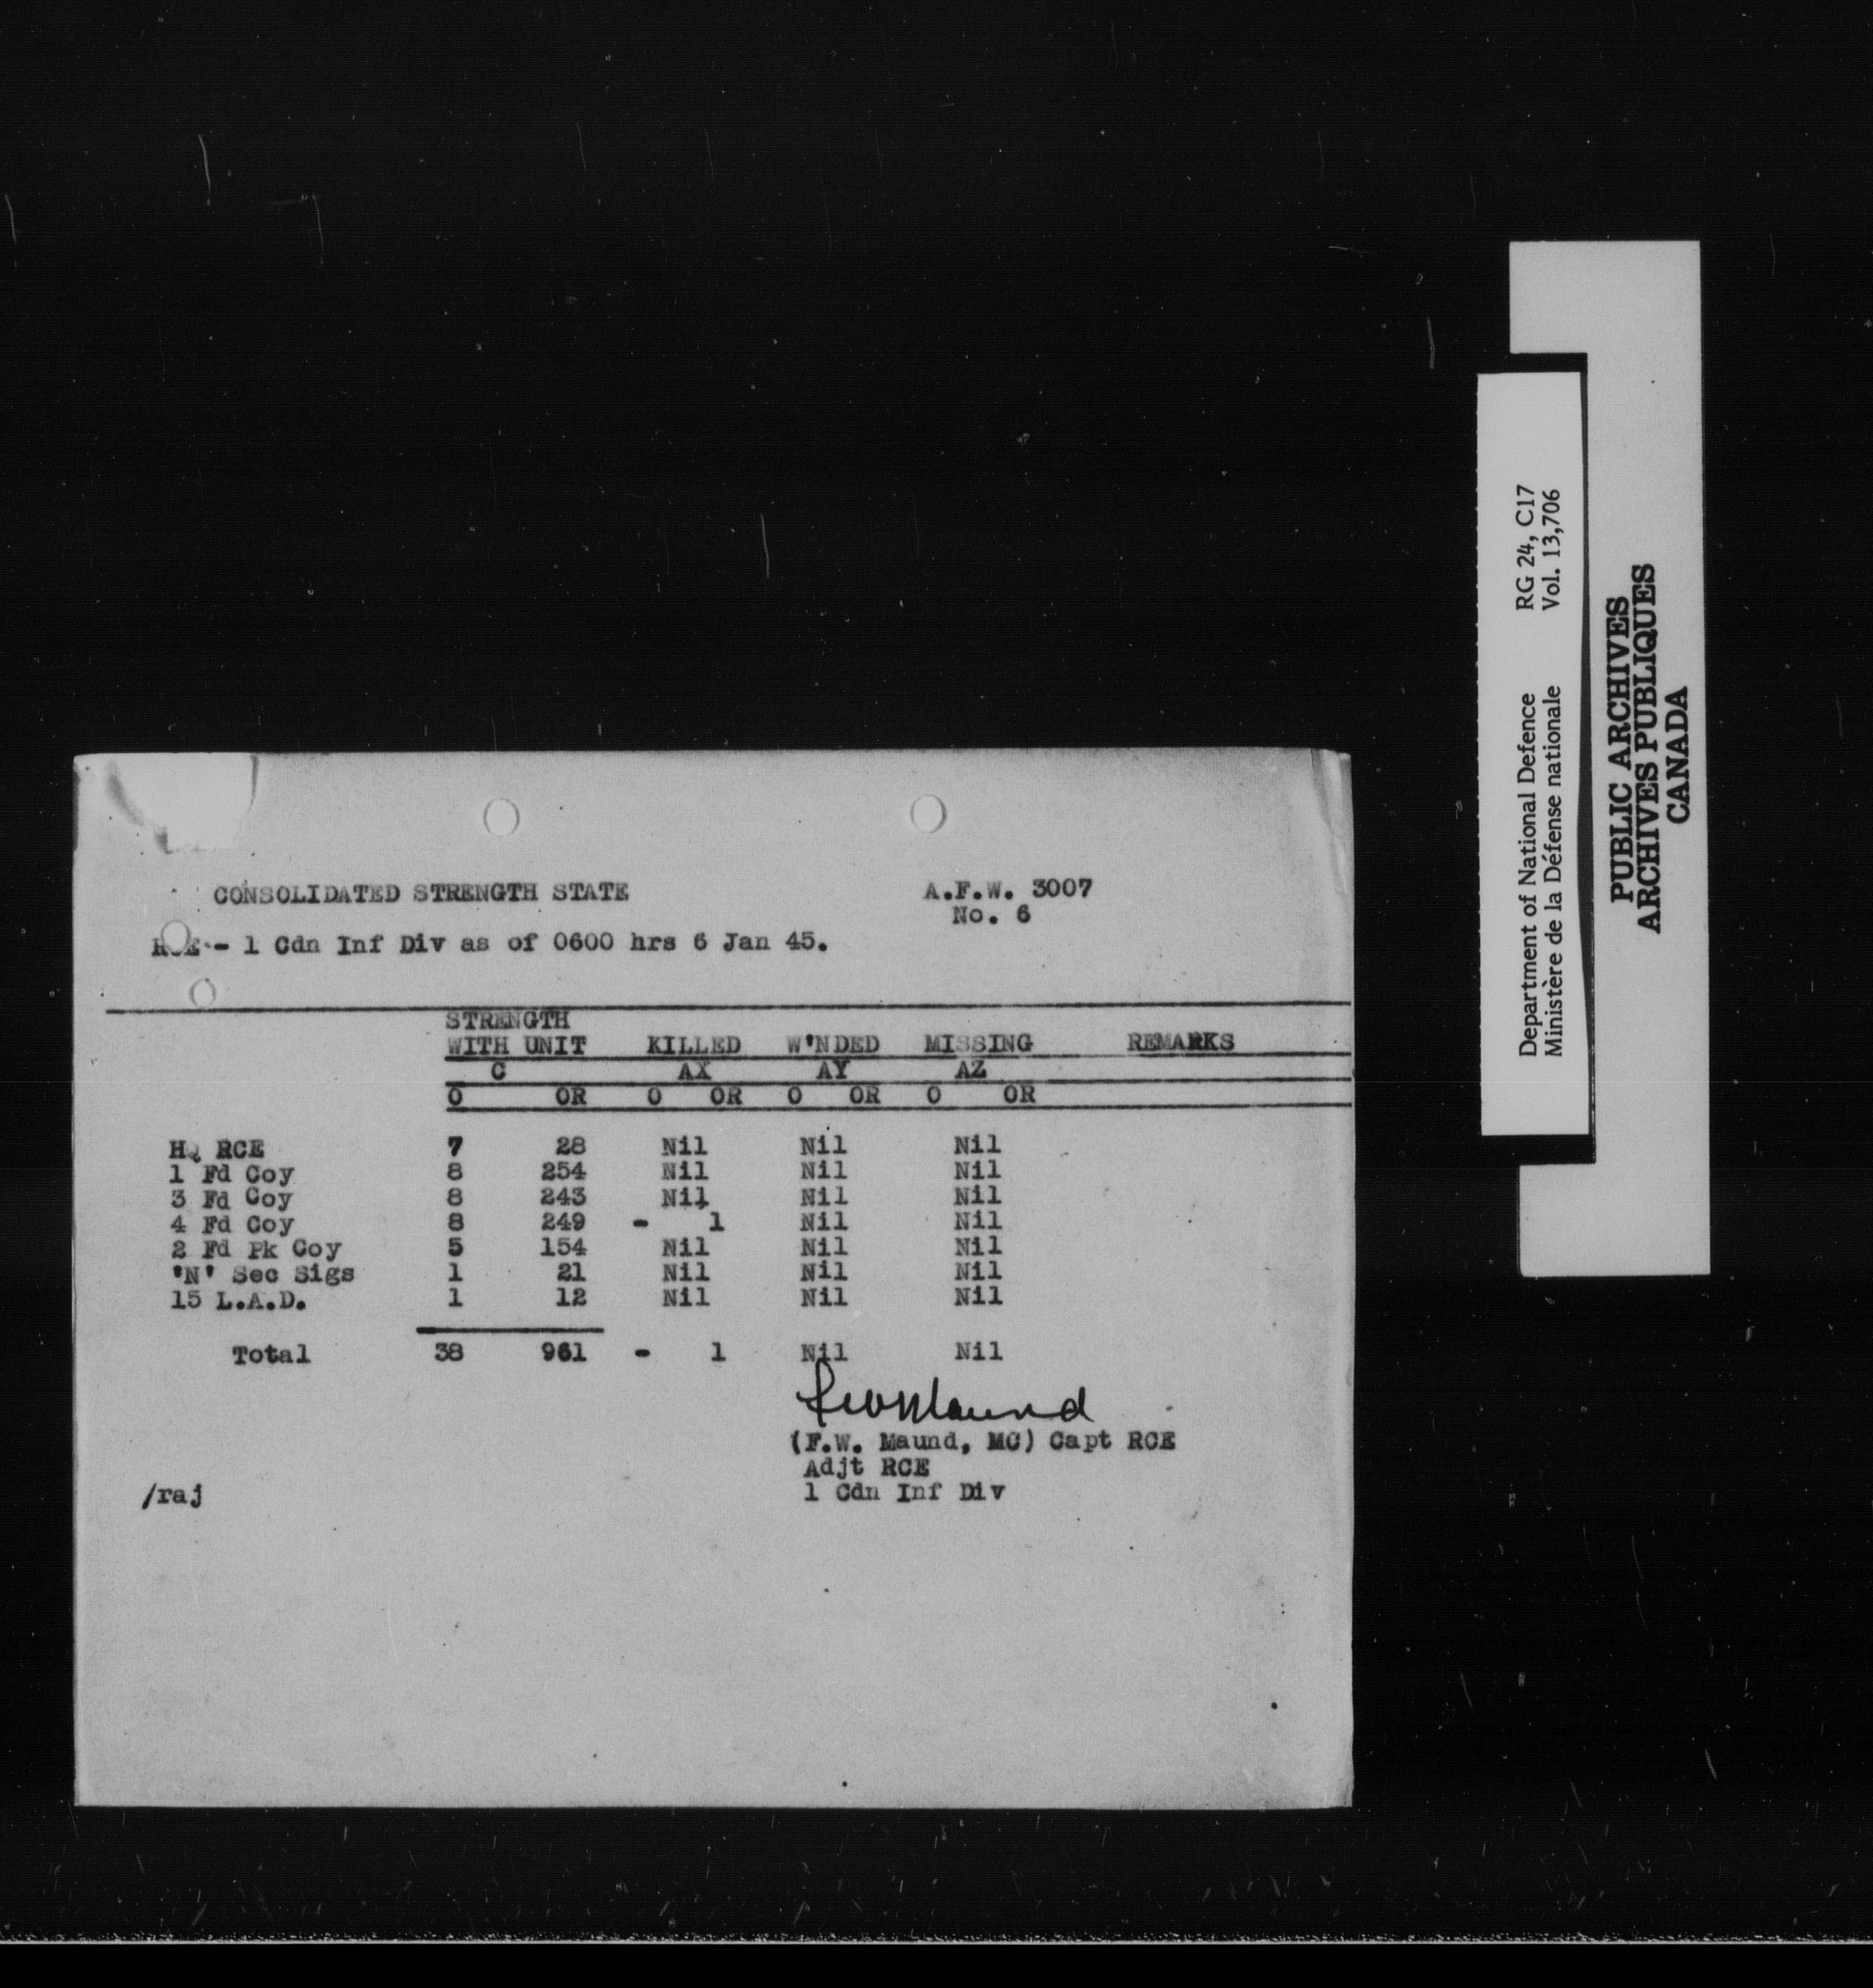 CONSOLIDATED STRENGTH STATE A.F.W. 3007
No. 6
RCE - 1 Cdn Inf Div as of 0600 hrs 6 Jan 45.
STRENGTH
WITH UNIT KILLED W'NDED MISSING REMARKS
C AX AY AZ
O OR O OR O OR O OR
HQ RCE 7 28 Nil Nil Nil
1 Fd Coy 8 254 Nil Nil Nil
3 Fd Coy 8 243 Nil Nil Nil
4 Fd Coy 8 249 - 1 Nil Nil
2 Fd Pk Coy 5 154 Nil Nil Nil
'N' Sec Sigs 1 21 Nil Nil Nil
15 L.A.D. 1 12 Nil Nil Nil
Total 38 961 - 1 Nil Nil
FWMaund
(F.W. Maund, MC) Capt RCE
Adjt RCE
/raj 1 Cdn Inf Div
Department of National Defence RG 24, C17
Ministère de la Défense nationale Vol. 13,706
PUBLIC ARCHIVES
ARCHIVES PUBLIQUES
CANADA